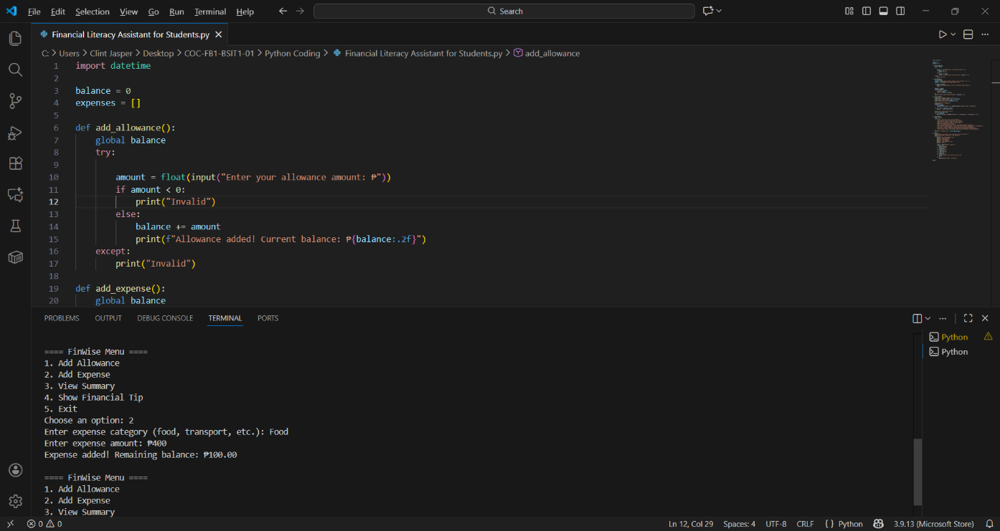 File Edit Selection View Go Run Terminal Help Search
Financial Literacy Assistant for Students.py
C: > Users > Clint Jasper > Desktop > COC-FB1-BSIT1-01 > Python Coding > Financial Literacy Assistant for Students.py > add_allowance
1 import datetime
2
3 balance = 0
4 expenses = []
5
6 def add_allowance():
7 global balance
8 try:
9
10 amount = float(input("Enter your allowance amount: ₱"))
11 if amount < 0:
12 print("Invalid")
13 else:
14 balance += amount
15 print(f"Allowance added! Current balance: ₱{balance:.2f}")
16 except:
17 print("Invalid")
18
19 def add_expense():
20 global balance
PROBLEMS OUTPUT DEBUG CONSOLE TERMINAL PORTS
==== FinWise Menu ====
1. Add Allowance
2. Add Expense
3. View Summary
4. Show Financial Tip
5. Exit
Choose an option: 2
Enter expense category (food, transport, etc.): Food
Enter expense amount: ₱400
Expense added! Remaining balance: ₱100.00
==== FinWise Menu ====
1. Add Allowance
2. Add Expense
3. View Summary
Python
Python
0 0 Ln 12, Col 29 Spaces: 4 UTF-8 CRLF { } Python 3.9.13 (Microsoft Store)